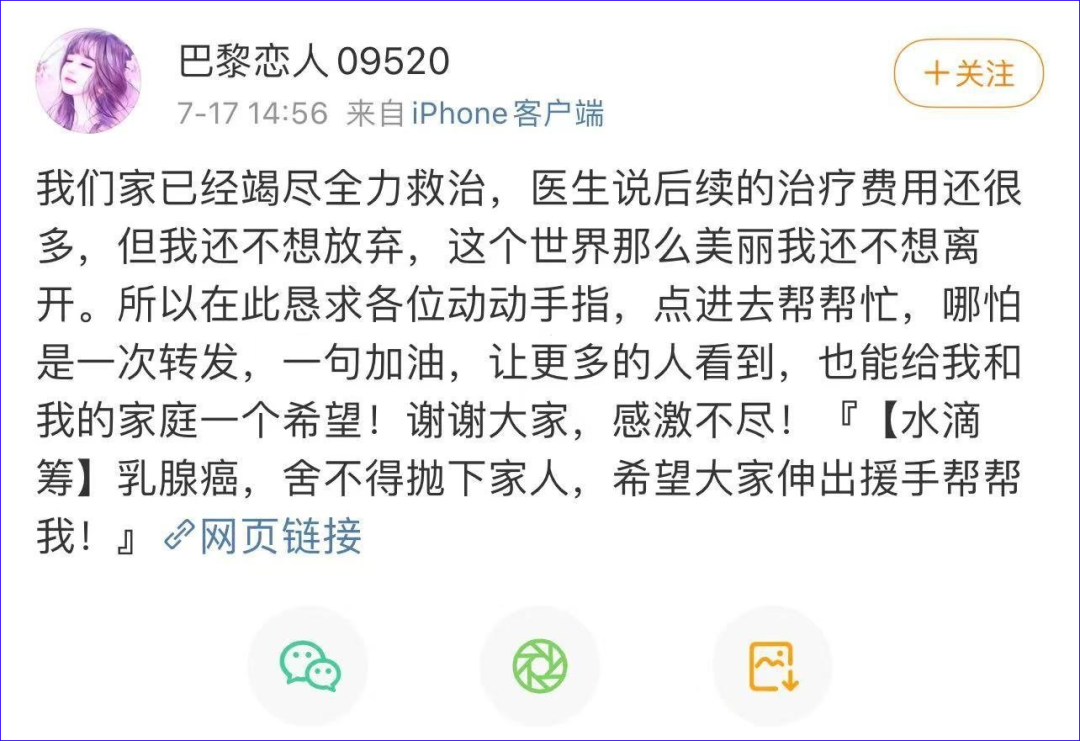 巴黎恋人09520
+关注
7-17 14:56 来自iPhone客户端
我们家已经竭尽全力救治，医生说后续的治疗费用还很
多，但我还不想放弃，这个世界那么美丽我还不想离
开。所以在此恳求各位动动手指，点进去帮帮忙，哪怕
是一次转发，一句加油，让更多的人看到，也能给我和
我的家庭一个希望！谢谢大家，感激不尽！『【水滴
筹】乳腺癌，舍不得抛下家人，希望大家伸出援手帮帮
我！』网页链接